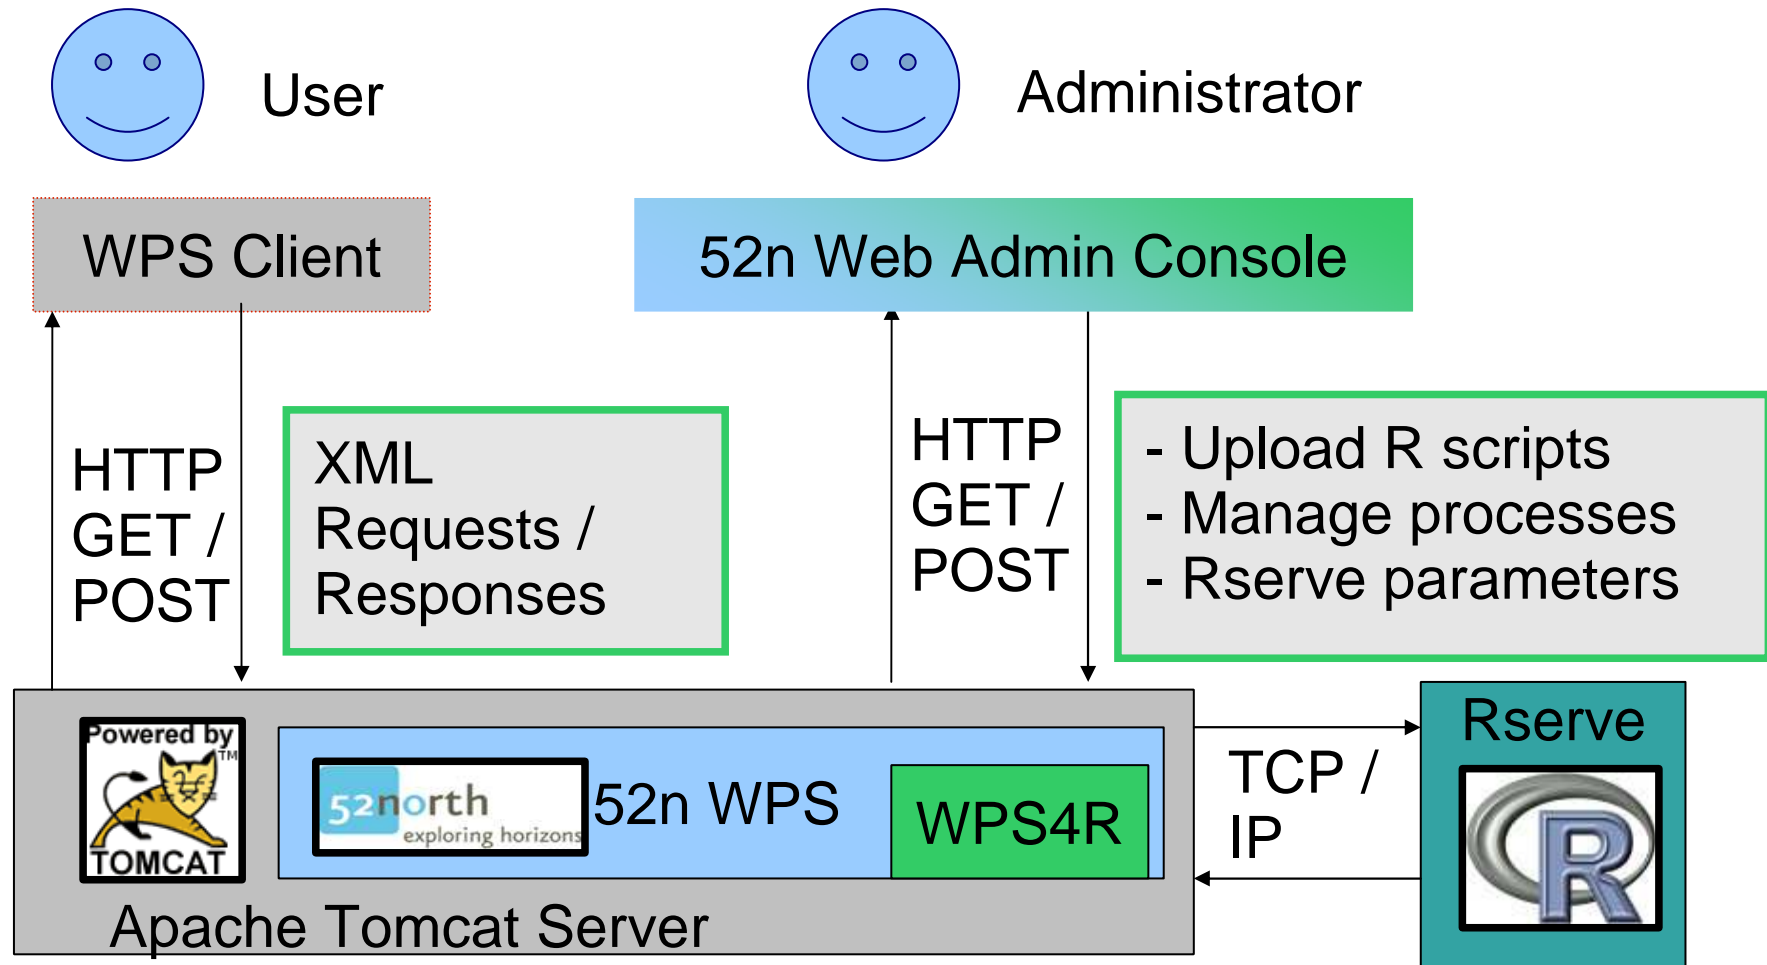 User
Administrator
WPS Client
52n Web Admin Console
HTTP
GET /
POST
XML
Requests /
Responses
HTTP
GET /
POST
- Upload R scripts
- Manage processes
- Rserve parameters
Powered by
TM
TOMCAT
52north
exploring horizons
52n WPS
WPS4R
Apache Tomcat Server
TCP /
IP
Rserve
R